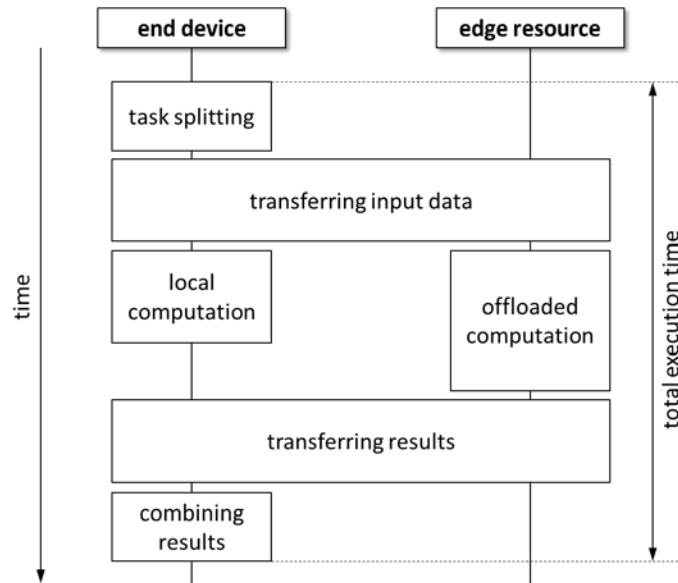 end device
edge resource
task splitting
transferring input data
local
computation
offloaded
computation
transferring results
combining
results
time
total execution time